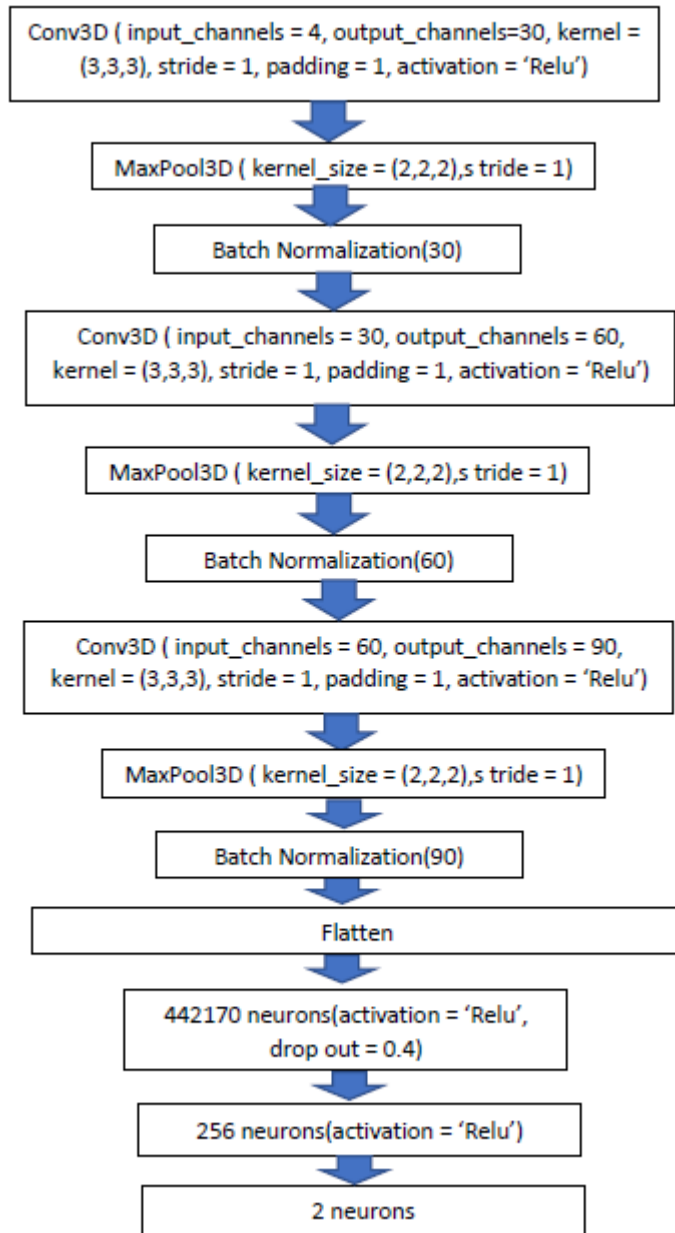 Conv3D ( input_channels = 4, output_channels=30, kernel =
(3,3,3), stride = 1, padding = 1, activation = ‘Relu’)
MaxPool3D ( kernel_size = (2,2,2),s tride = 1)
Batch Normalization(30)
Conv3D ( input_channels = 30, output_channels = 60,
kernel = (3,3,3), stride = 1, padding = 1, activation = ‘Relu’)
MaxPool3D ( kernel_size = (2,2,2),s tride = 1)
Batch Normalization(60)
Conv3D ( input_channels = 60, output_channels = 90,
kernel = (3,3,3), stride = 1, padding = 1, activation = ‘Relu’)
MaxPool3D ( kernel_size = (2,2,2),s tride = 1)
Batch Normalization(90)
Flatten
442170 neurons(activation = ‘Relu’,
drop out = 0.4)
256 neurons(activation = ‘Relu’)
2 neurons